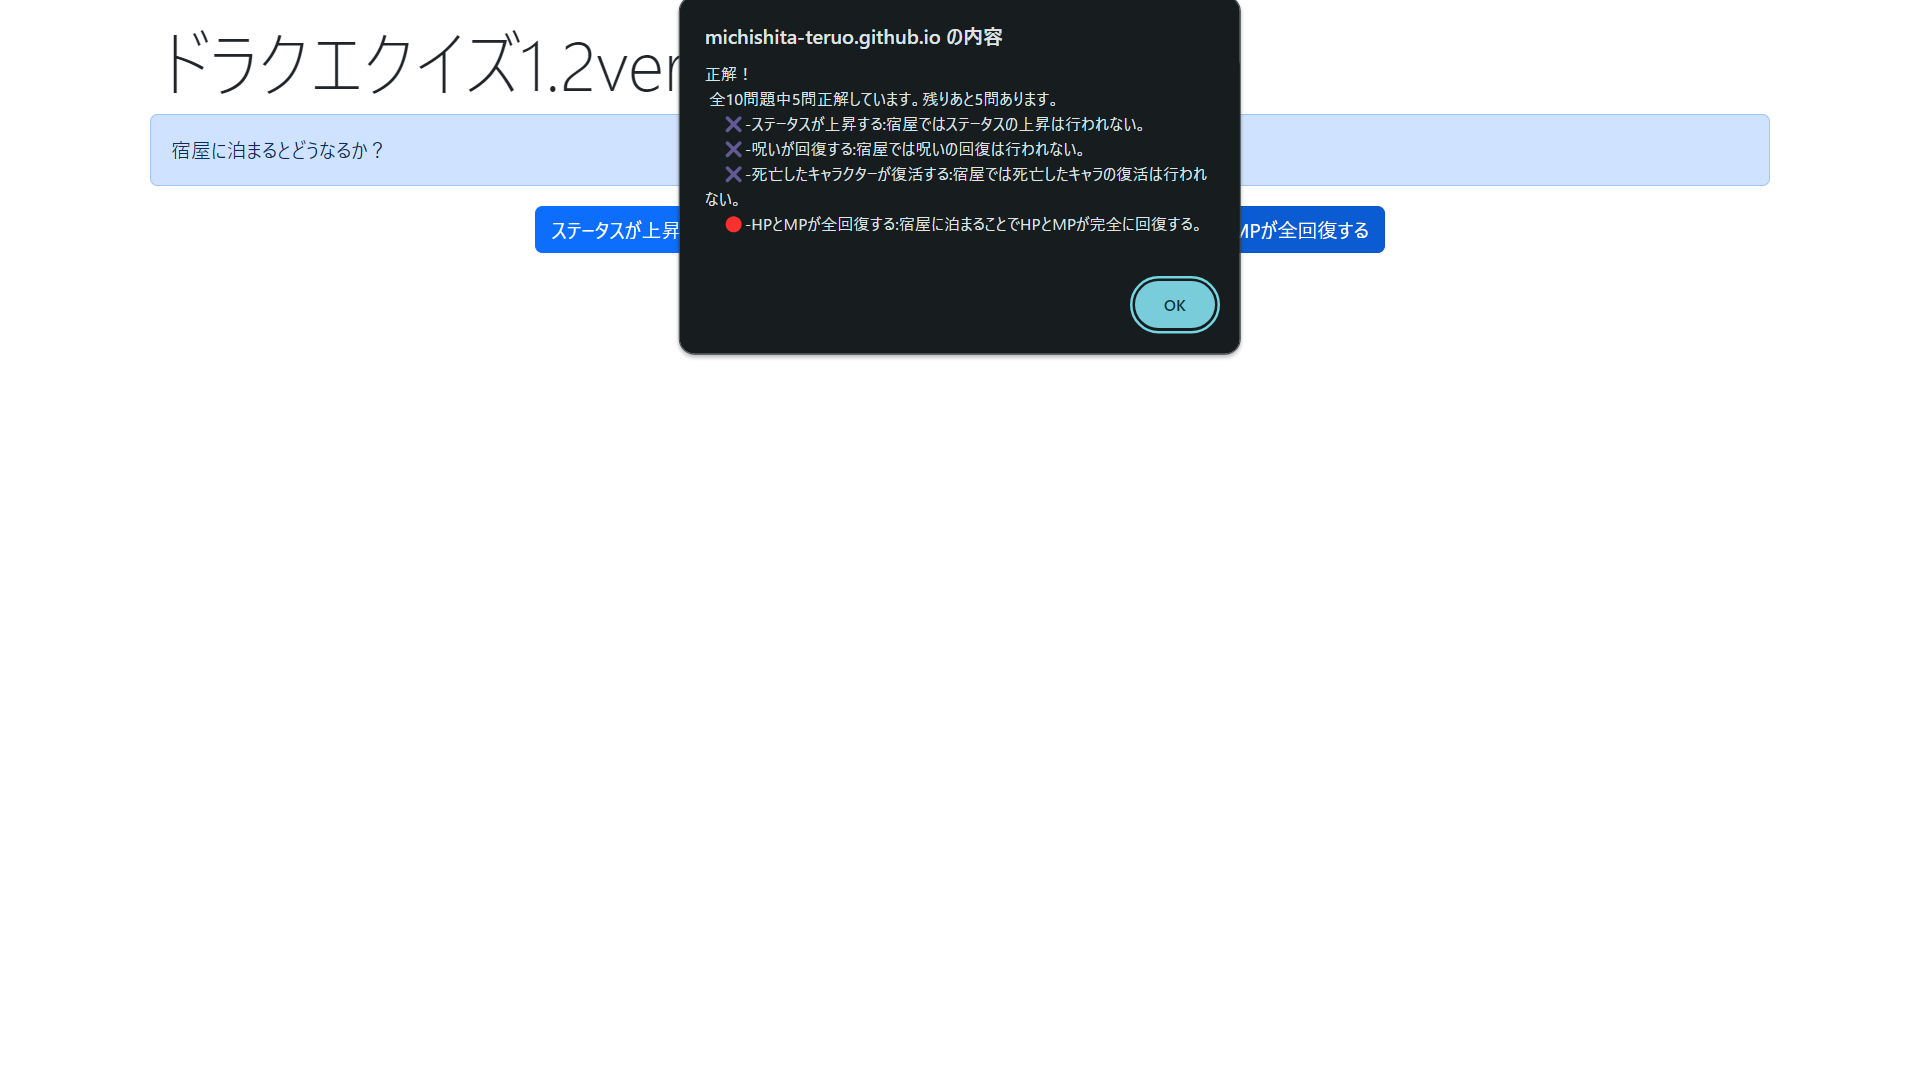 ドラクエクイズ1.2ver
michishita-teruo.github.io の内容
正解！
全10問題中5問正解しています。残りあと5問あります。
❌-ステータスが上昇する:宿屋ではステータスの上昇は行われない。
❌-呪いが回復する:宿屋では呪いの回復は行われない。
❌-死亡したキャラクターが復活する:宿屋では死亡したキャラの復活は行われ
ない。
🔴-HPとMPが全回復する:宿屋に泊まることでHPとMPが完全に回復する。
OK
宿屋に泊まるとどうなるか？
ステータスが上昇
MPが全回復する